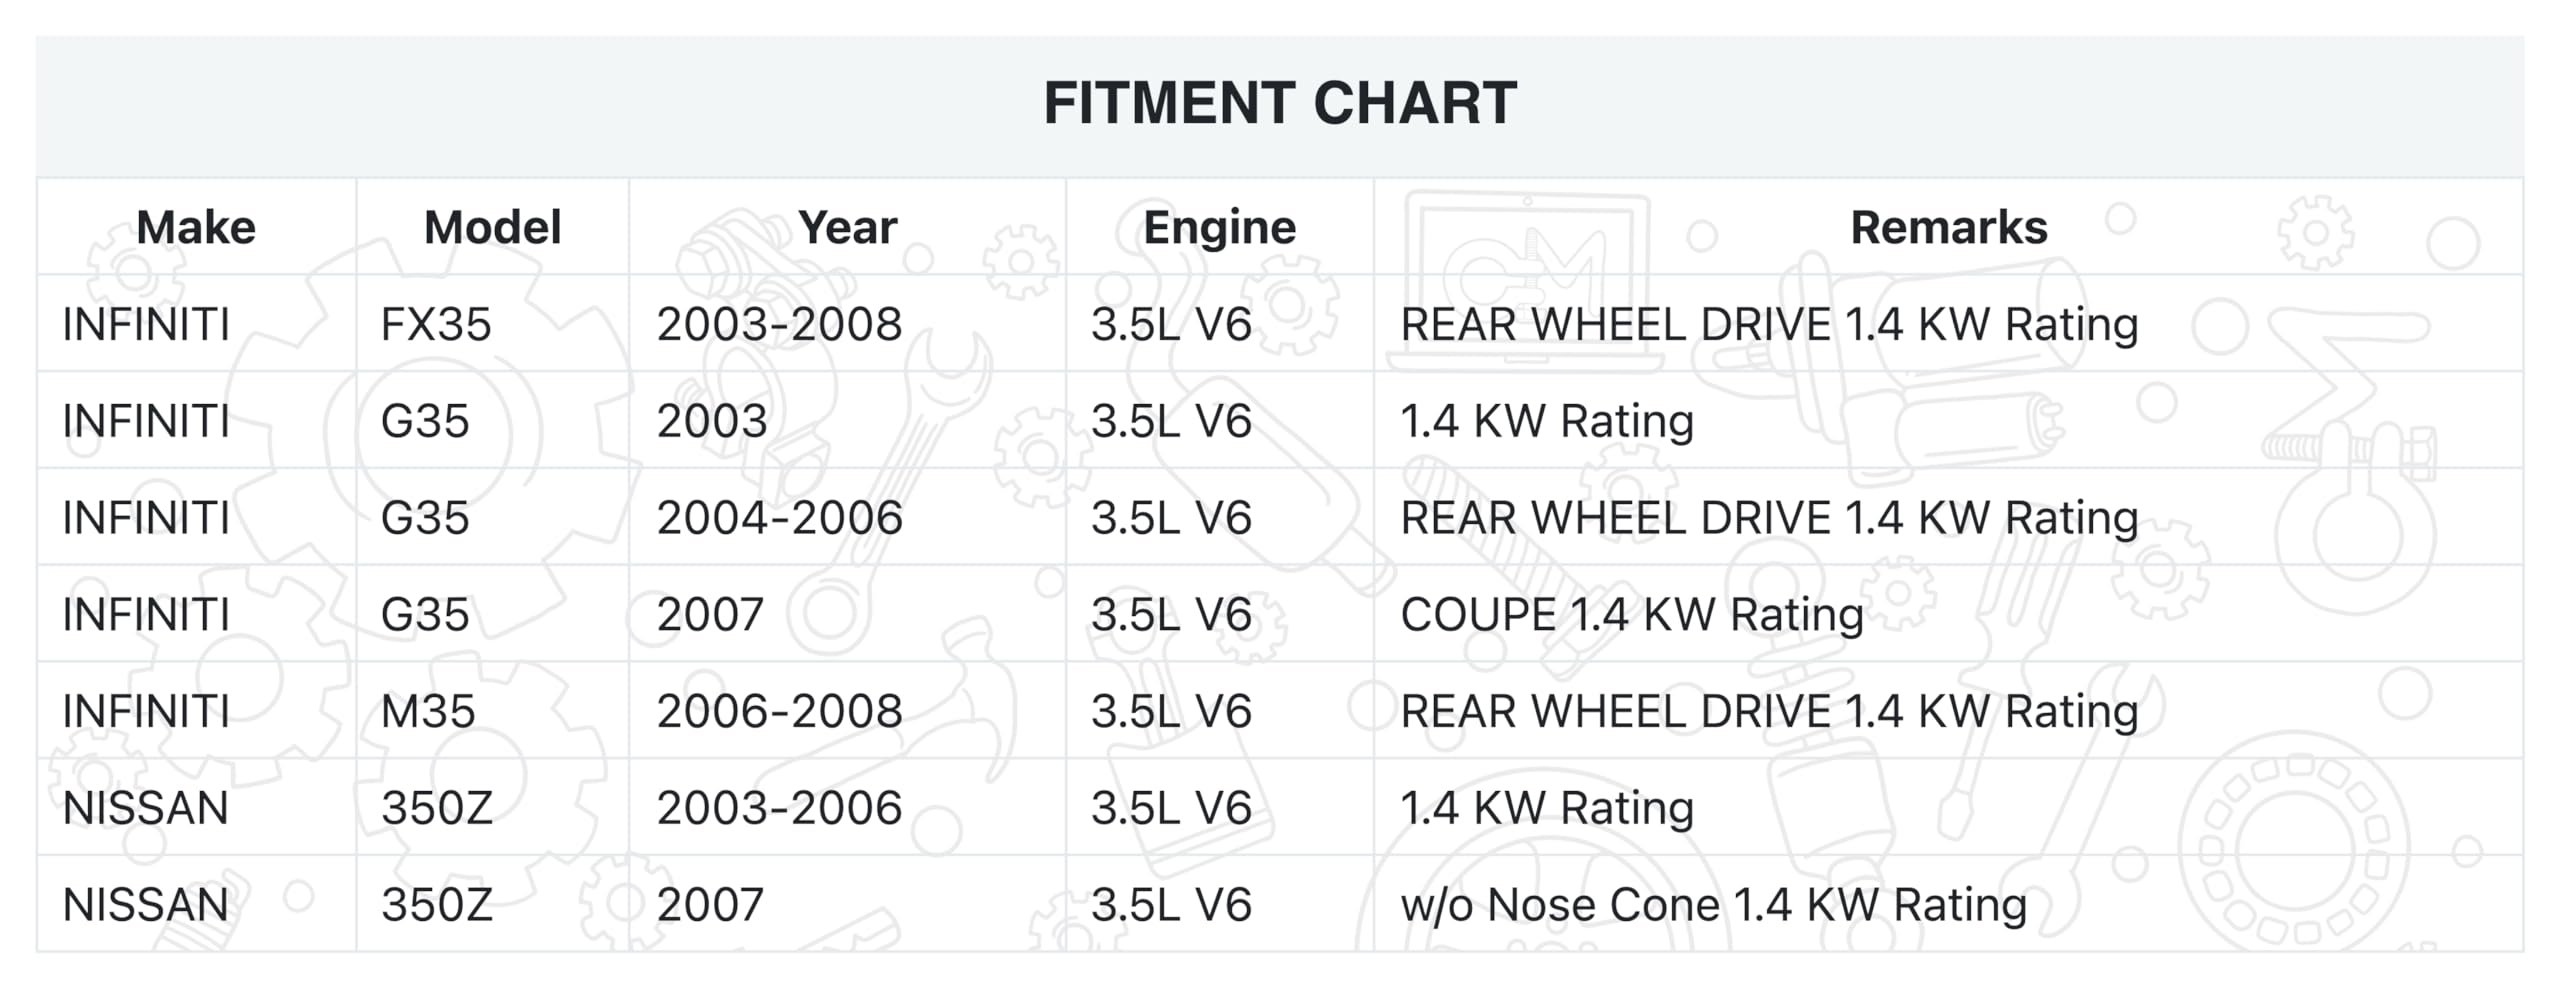 FITMENT CHART
Make Model Year Engine Remarks
INFINITI FX35 2003-2008 3.5L V6 REAR WHEEL DRIVE 1.4 KW Rating
INFINITI G35 2003 3.5L V6 1.4 KW Rating
INFINITI G35 2004-2006 3.5L V6 REAR WHEEL DRIVE 1.4 KW Rating
INFINITI G35 2007 3.5L V6 COUPE 1.4 KW Rating
INFINITI M35 2006-2008 3.5L V6 REAR WHEEL DRIVE 1.4 KW Rating
NISSAN 350Z 2003-2006 3.5L V6 1.4 KW Rating
NISSAN 350Z 2007 3.5L V6 w/o Nose Cone 1.4 KW Rating